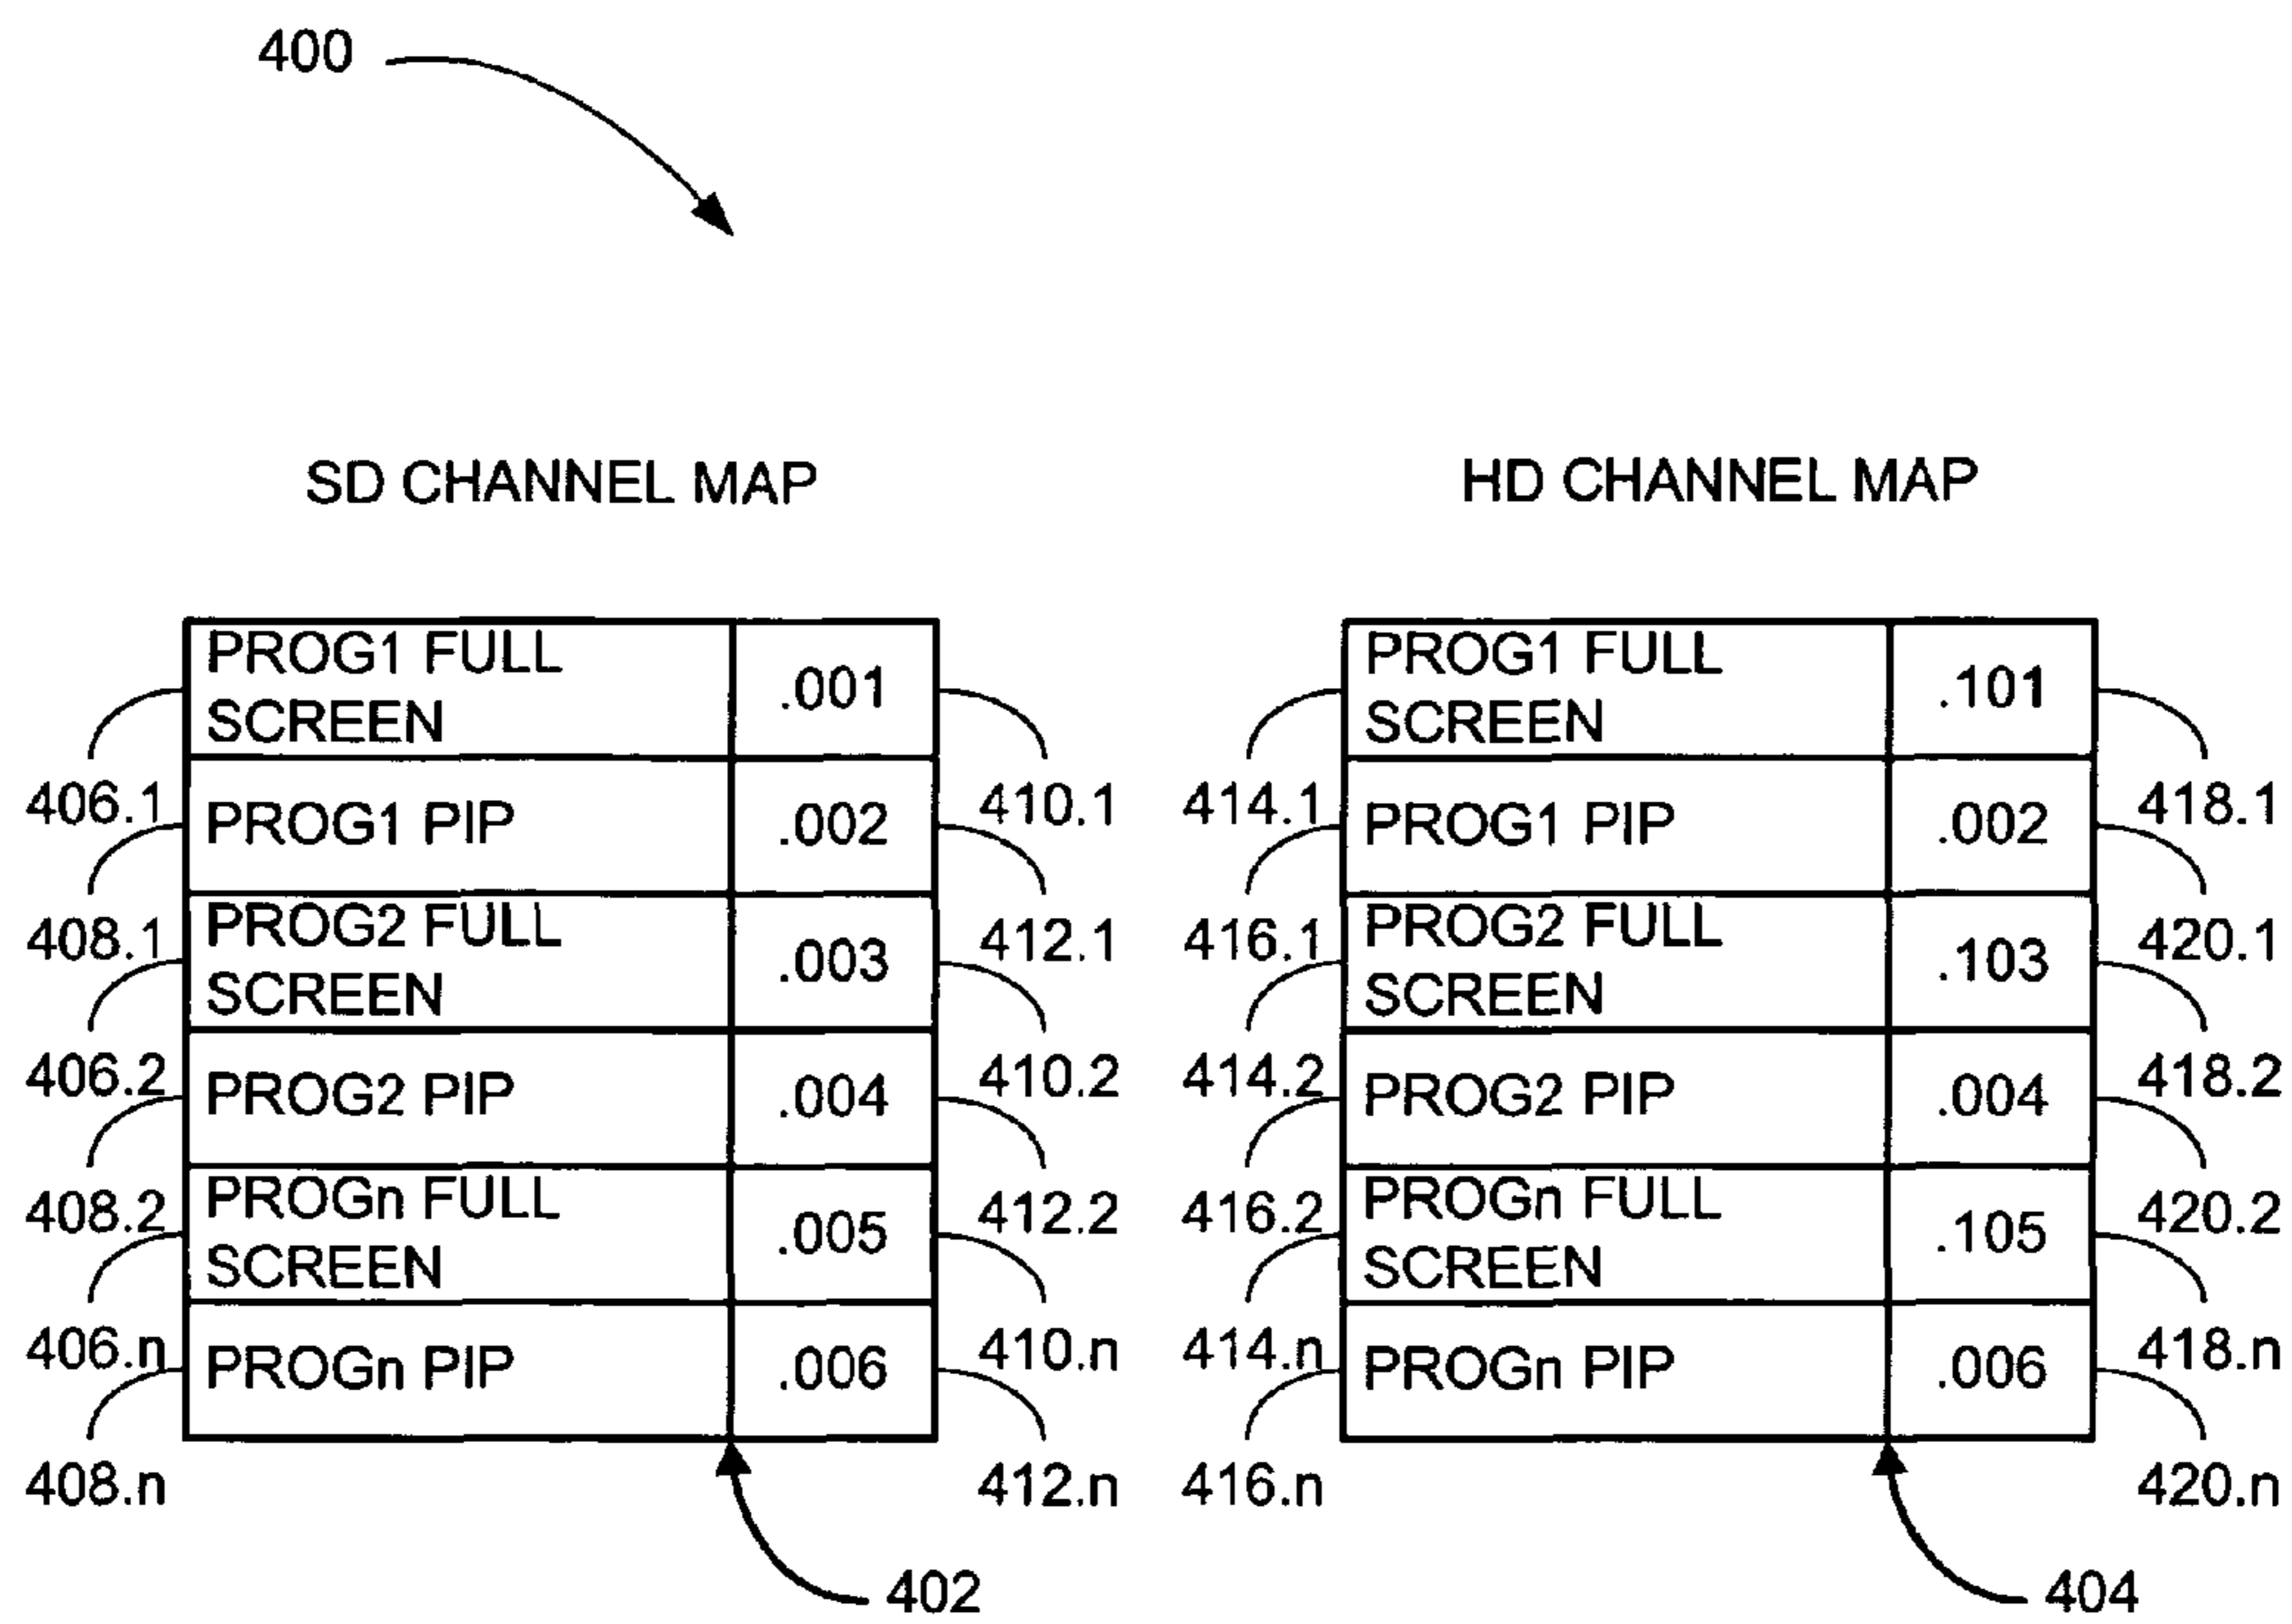 400
SD CHANNEL MAP
PROG1 FULL
SCREEN
.001
406.1
410.1
PROG1 PIP
.002
408.1
412.1
PROG2 FULL
SCREEN
.003
406.2
410.2
PROG2 PIP
.004
408.2
412.2
PROGn FULL
SCREEN
.005
406.n
410.n
PROGn PIP
.006
408.n
412.n
402
HD CHANNEL MAP
PROG1 FULL
SCREEN
.101
414.1
418.1
PROG1 PIP
.002
416.1
420.1
PROG2 FULL
SCREEN
.103
414.2
418.2
PROG2 PIP
.004
416.2
420.2
PROGn FULL
SCREEN
.105
414.n
418.n
PROGn PIP
.006
416.n
420.n
404